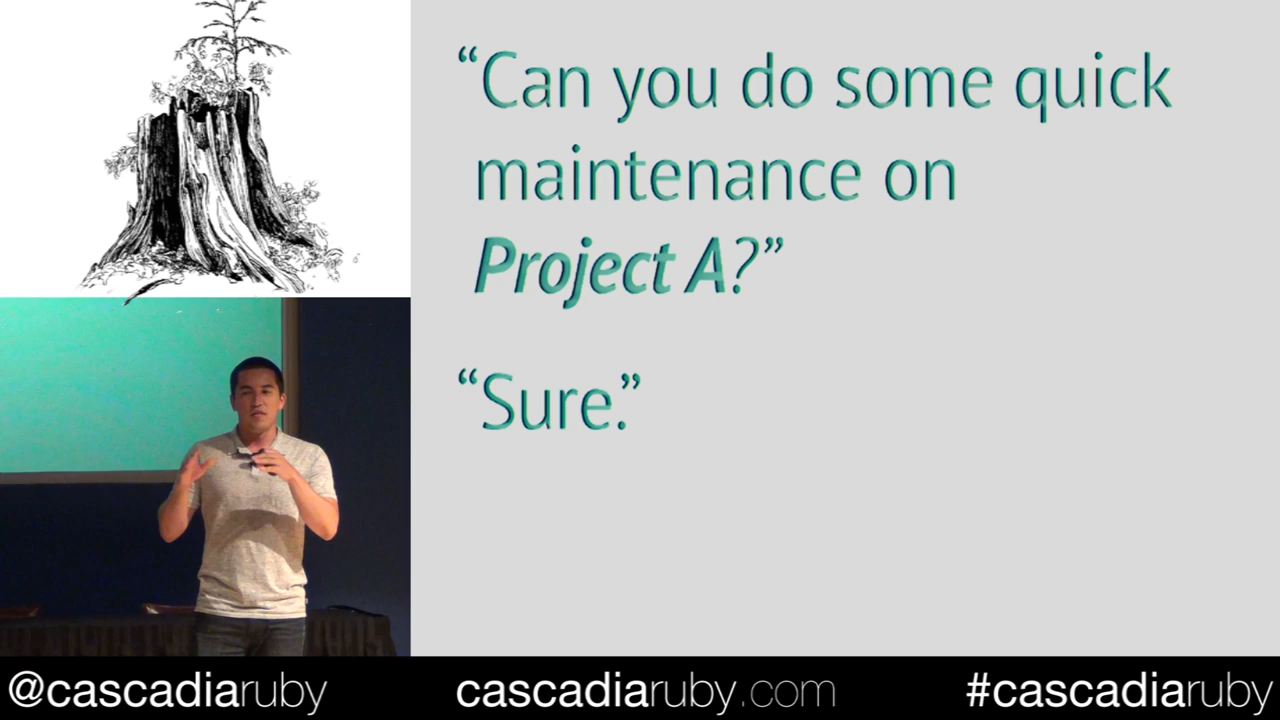 “Can you do some quick
maintenance on
Project A?”
“Sure.”
@cascadiaruby
cascadiaruby.com
#cascadiaruby